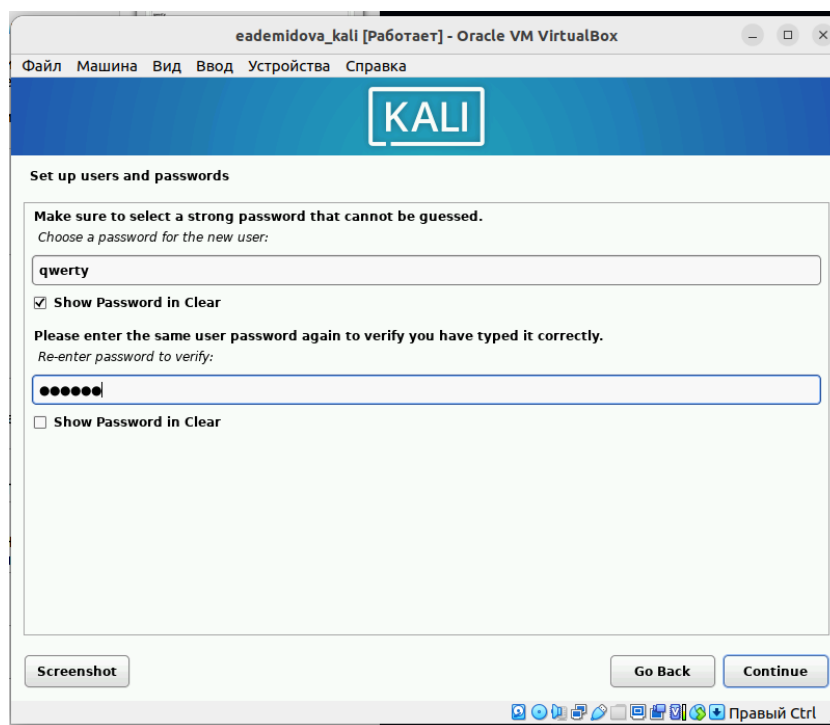 eademidova_kali [Работает] - Oracle VM VirtualBox
Файл Машина Вид Ввод Устройства Справка
KALI
Set up users and passwords
Make sure to select a strong password that cannot be guessed.
Choose a password for the new user:
qwerty
Show Password in Clear
Please enter the same user password again to verify you have typed it correctly.
Re-enter password to verify:
●●●●●●
Show Password in Clear
Screenshot Go Back Continue
Правый Ctrl